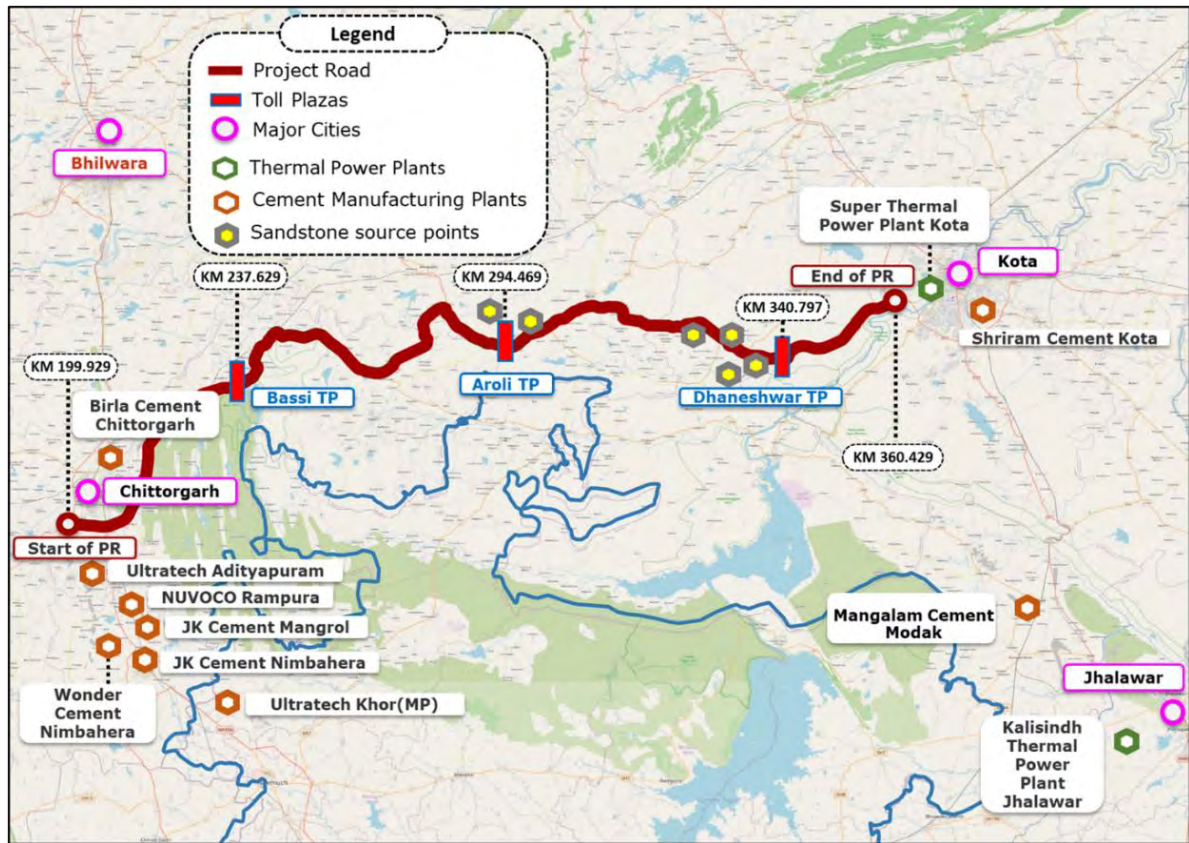 Legend
Project Road
Toll Plazas
Major Cities
Thermal Power Plants
Cement Manufacturing Plants
Sandstone source points
Bhilwara
KM 237.629
KM 294.469
KM 340.797
Super Thermal
Power Plant Kota
Kota
End of PR
Shriram Cement Kota
KM 199.929
Bassi TP
Aroli TP
Dhaneshwar TP
Birla Cement
Chittorgarh
KM 360.429
Chittorgarh
Start of PR
Ultratech Adityapuram
NUVOCO Rampura
JK Cement Mangrol
JK Cement Nimbahera
Wonder
Cement
Nimbahera
Ultratech Khor(MP)
Mangalam Cement
Modak
Jhalawar
Kalisindh
Thermal
Power
Plant
Jhalawar